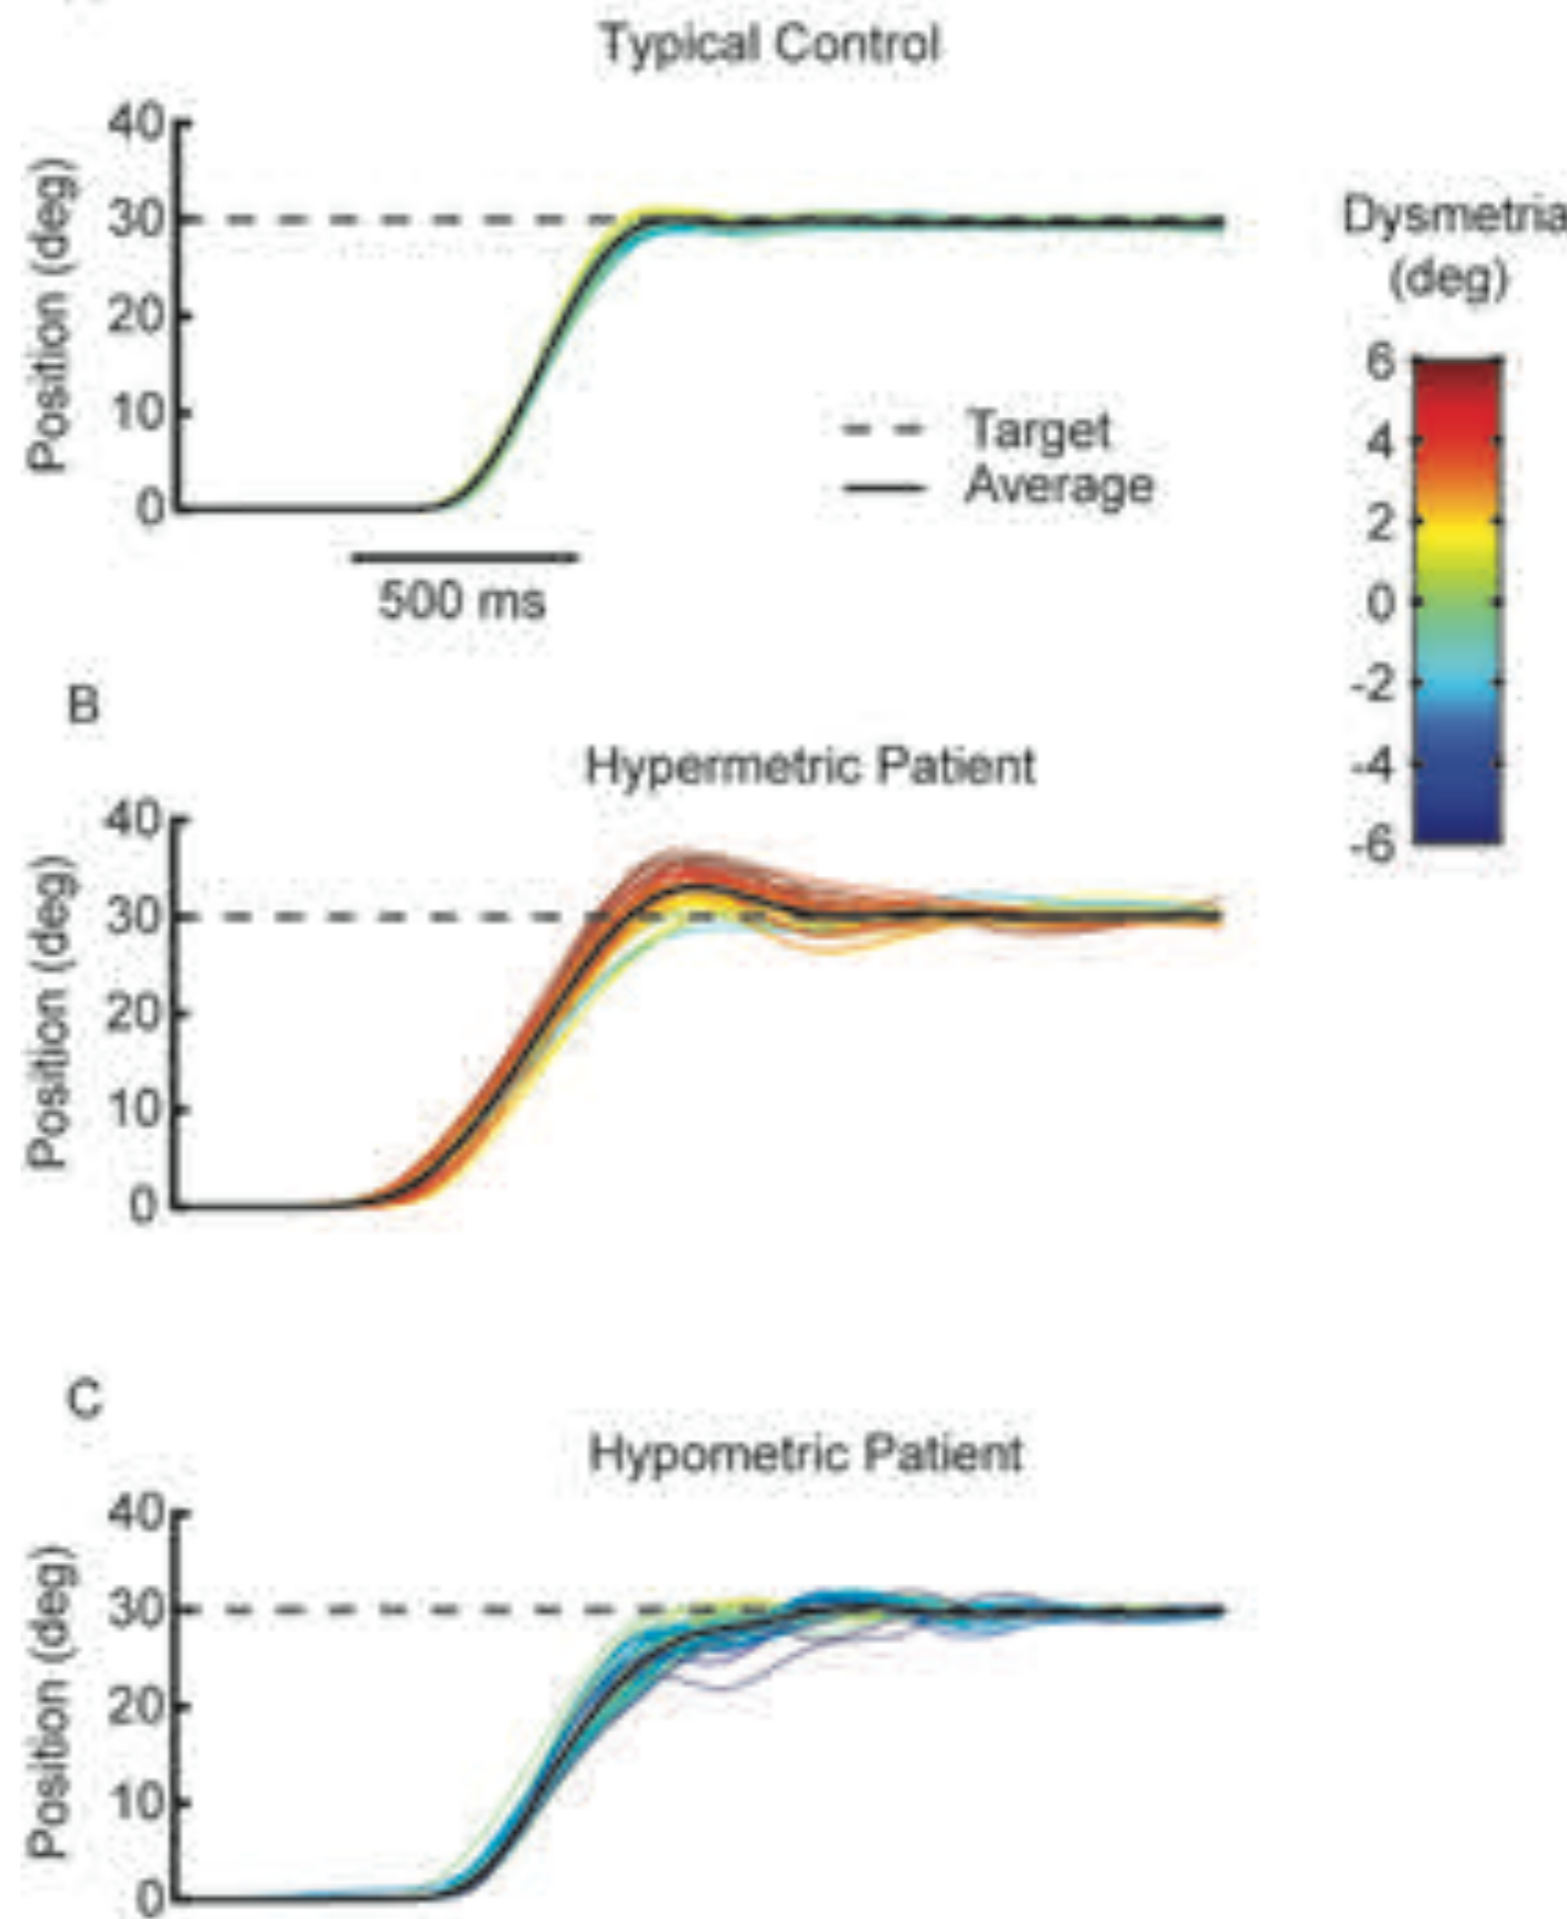 Typical Control
40
30
20
10
0
Position (deg)
Target
Average
500 ms
Dysmetria
(deg)
6
4
2
0
-2
-4
-6
B
Hypermetric Patient
40
30
20
10
0
Position (deg)
C
Hypometric Patient
40
30
20
10
0
Position (deg)